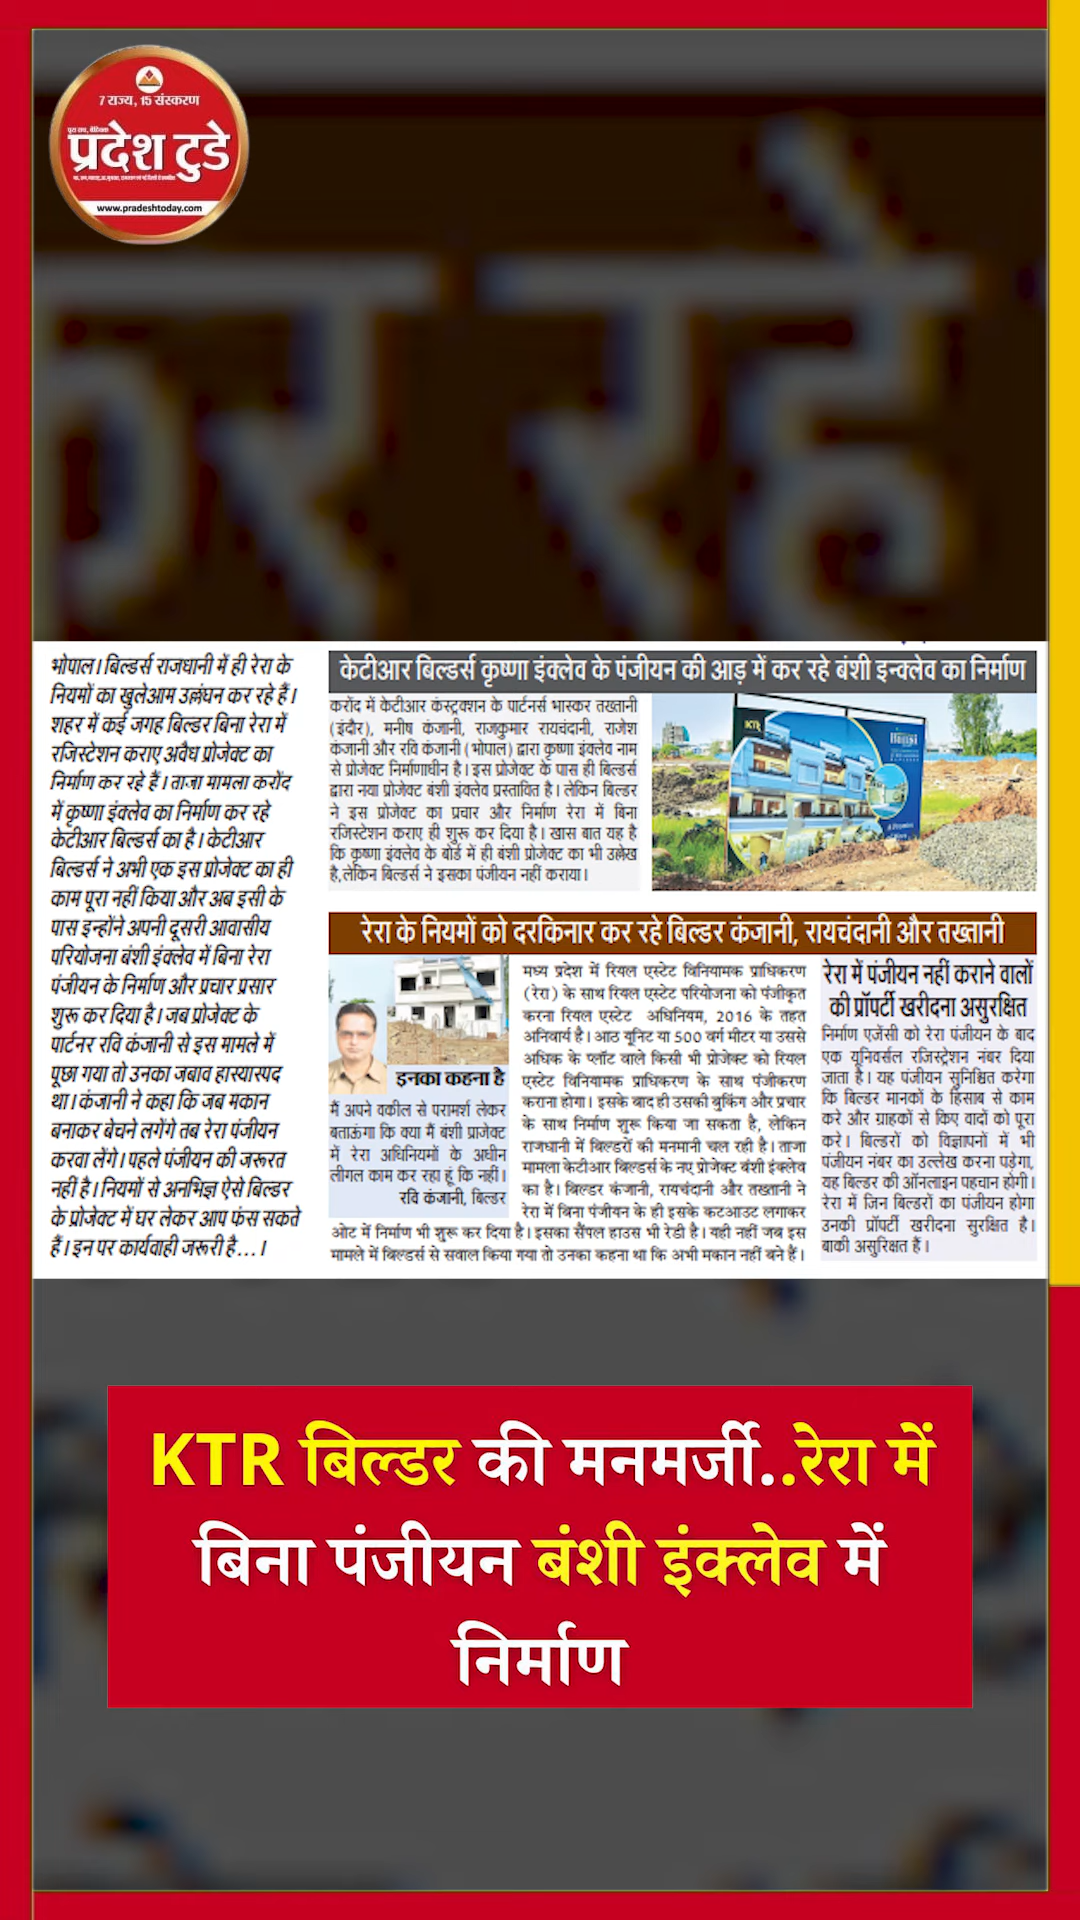 7 राज्य, 15 संस्करण
प्रदेश टुडे
www.pradeshtoday.com
र रहे
भोपाल। बिल्डर्स राजधानी में ही रेरा के
नियमों का खुलेआम उल्लंघन कर रहे हैं।
शहर में कई जगह बिल्डर बिना रेरा में
रजिस्टेशन कराए अवैध प्रोजेक्ट का
निर्माण कर रहे हैं। ताजा मामला करोंद
में कृष्णा इंक्लेव का निर्माण कर रहे
केटीआर बिल्डर्स का है। केटीआर
बिल्डर्स ने अभी एक इस प्रोजेक्ट का ही
काम पूरा नहीं किया और अब इसी के
पास इन्होंने अपनी दूसरी आवासीय
परियोजना बंशी इंक्लेव में बिना रेरा
पंजीयन के निर्माण और प्रचार प्रसार
शुरू कर दिया है। जब प्रोजेक्ट के
पार्टनर रवि कंजानी से इस मामले में
पूछा गया तो उनका जबाव हास्यास्पद
था। कंजानी ने कहा कि जब मकान
बनाकर बेचने लगेंगे तब रेरा पंजीयन
करवा लेंगे। पहले पंजीयन की जरूरत
नहीं है। नियमों से अनभिज्ञ ऐसे बिल्डर
के प्रोजेक्ट में घर लेकर आप फंस सकते
हैं। इन पर कार्यवाही जरूरी है...।
केटीआर बिल्डर्स कृष्णा इंक्लेव के पंजीयन की आड़ में कर रहे बंशी इन्क्लेव का निर्माण
करोंद में केटीआर कंस्ट्रक्शन के पार्टनर्स भास्कर तख्तानी
(इंदौर), मनीष कंजानी, राजकुमार रायचंदानी, राजेश
कंजानी और रवि कंजानी (भोपाल) द्वारा कृष्णा इंक्लेव नाम
से प्रोजेक्ट निर्माणाधीन है। इस प्रोजेक्ट के पास ही बिल्डर्स
द्वारा नया प्रोजेक्ट बंशी इंक्लेव प्रस्तावित है। लेकिन बिल्डर
ने इस प्रोजेक्ट का प्रचार और निर्माण रेरा में बिना
रजिस्टेशन कराए ही शुरू कर दिया है। खास बात यह है
कि कृष्णा इंक्लेव के बोर्ड में ही बंशी प्रोजेक्ट का भी उल्लेख
है,लेकिन बिल्डर्स ने इसका पंजीयन नहीं कराया।
KTR
रेरा के नियमों को दरकिनार कर रहे बिल्डर कंजानी, रायचंदानी और तख्तानी
इनका कहना है
मैं अपने वकील से परामर्श लेकर
बताऊंगा कि क्या मैं बंशी प्राजेक्ट
में रेरा अधिनियमों के अधीन
लीगल काम कर रहा हूं कि नहीं।
रवि कंजानी, बिल्डर
मध्य प्रदेश में रियल एस्टेट विनियामक प्राधिकरण
(रेरा) के साथ रियल एस्टेट परियोजना को पंजीकृत
करना रियल एस्टेट अधिनियम, 2016 के तहत
अनिवार्य है। आठ यूनिट या 500 वर्ग मीटर या उससे
अधिक के प्लॉट वाले किसी भी प्रोजेक्ट को रियल
एस्टेट विनियामक प्राधिकरण के साथ पंजीकरण
कराना होगा। इसके बाद ही उसकी बुकिंग और प्रचार
के साथ निर्माण शुरू किया जा सकता है, लेकिन
राजधानी में बिल्डरों की मनमानी चल रही है। ताजा
मामला केटीआर बिल्डर्स के नए प्रोजेक्ट बंशी इंक्लेव
का है। बिल्डर कंजानी, रायचंदानी और तख्तानी ने
रेरा में बिना पंजीयन के ही इसके कटआउट लगाकर
ओट में निर्माण भी शुरू कर दिया है। इसका सैंपल हाउस भी रेडी है। यही नहीं जब इस
मामले में बिल्डर्स से सवाल किया गया तो उनका कहना था कि अभी मकान नहीं बने हैं।
रेरा में पंजीयन नहीं कराने वालों
की प्रॉपर्टी खरीदना असुरक्षित
निर्माण एजेंसी को रेरा पंजीयन के बाद
एक यूनिवर्सल रजिस्ट्रेशन नंबर दिया
जाता है। यह पंजीयन सुनिश्चित करेगा
कि बिल्डर मानकों के हिसाब से काम
करे और ग्राहकों से किए वादों को पूरा
करे। बिल्डरों को विज्ञापनों में भी
पंजीयन नंबर का उल्लेख करना पड़ेगा,
यह बिल्डर की ऑनलाइन पहचान होगी।
रेरा में जिन बिल्डरों का पंजीयन होगा
उनकी प्रॉपर्टी खरीदना सुरक्षित है।
बाकी असुरिक्षत हैं।
KTR बिल्डर की मनमर्जी..रेरा में
बिना पंजीयन बंशी इंक्लेव में
निर्माण